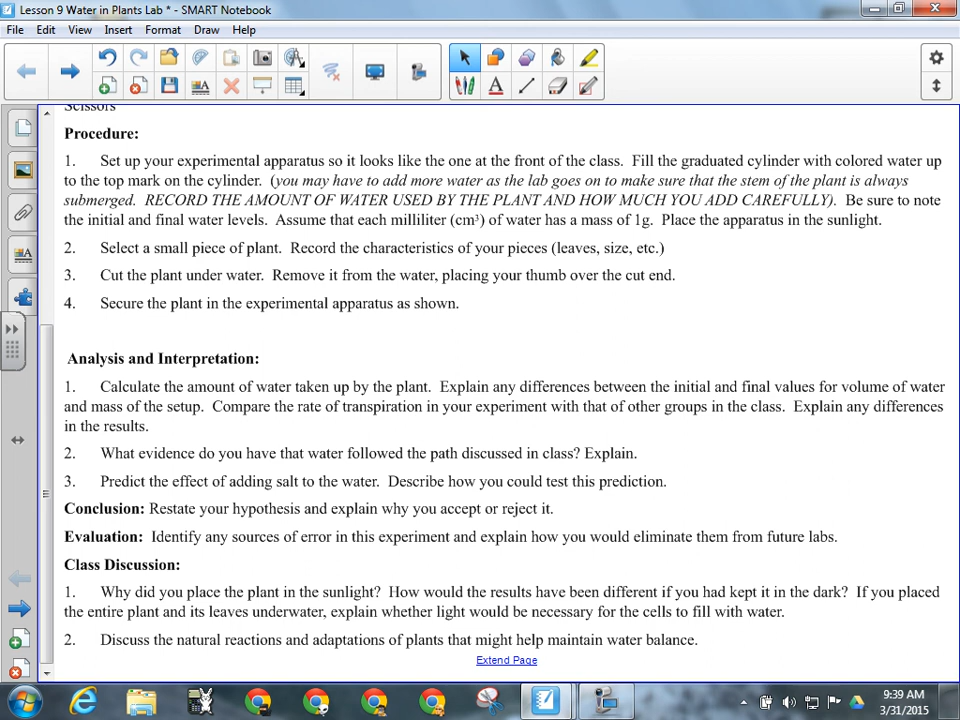 Lesson 9 Water in Plants Lab * - SMART Notebook
File Edit View Insert Format Draw Help
Scissors
Procedure:
1. Set up your experimental apparatus so it looks like the one at the front of the class. Fill the graduated cylinder with colored water up
to the top mark on the cylinder. (you may have to add more water as the lab goes on to make sure that the stem of the plant is always
submerged. RECORD THE AMOUNT OF WATER USED BY THE PLANT AND HOW MUCH YOU ADD CAREFULLY). Be sure to note
the initial and final water levels. Assume that each milliliter (cm³) of water has a mass of 1g. Place the apparatus in the sunlight.
2. Select a small piece of plant. Record the characteristics of your pieces (leaves, size, etc.)
3. Cut the plant under water. Remove it from the water, placing your thumb over the cut end.
4. Secure the plant in the experimental apparatus as shown.
Analysis and Interpretation:
1. Calculate the amount of water taken up by the plant. Explain any differences between the initial and final values for volume of water
and mass of the setup. Compare the rate of transpiration in your experiment with that of other groups in the class. Explain any differences
in the results.
2. What evidence do you have that water followed the path discussed in class? Explain.
3. Predict the effect of adding salt to the water. Describe how you could test this prediction.
Conclusion: Restate your hypothesis and explain why you accept or reject it.
Evaluation: Identify any sources of error in this experiment and explain how you would eliminate them from future labs.
Class Discussion:
1. Why did you place the plant in the sunlight? How would the results have been different if you had kept it in the dark? If you placed
the entire plant and its leaves underwater, explain whether light would be necessary for the cells to fill with water.
2. Discuss the natural reactions and adaptations of plants that might help maintain water balance.
Extend Page
9:39 AM
3/31/2015